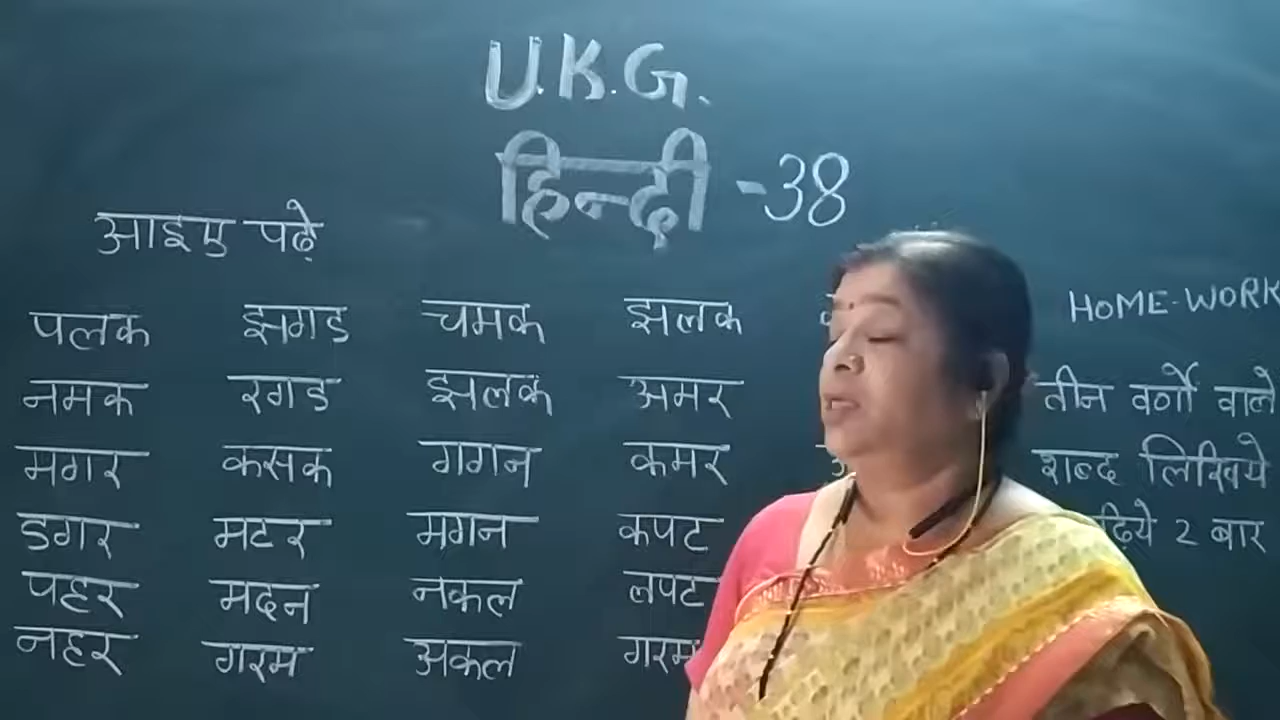 U.K.G.
हिन्दी -38
आइए पढ़े
पलक झगड चमक झलक
नमक रगड झलक अमर
मगर कसक गगन कमर
डगर मटर मगन कपट
पहर मदन नकल लपट
नहर गरम अकल गरम
HOME-WORK
तीन वर्णो वाले
शब्द लिखिये
2 बार